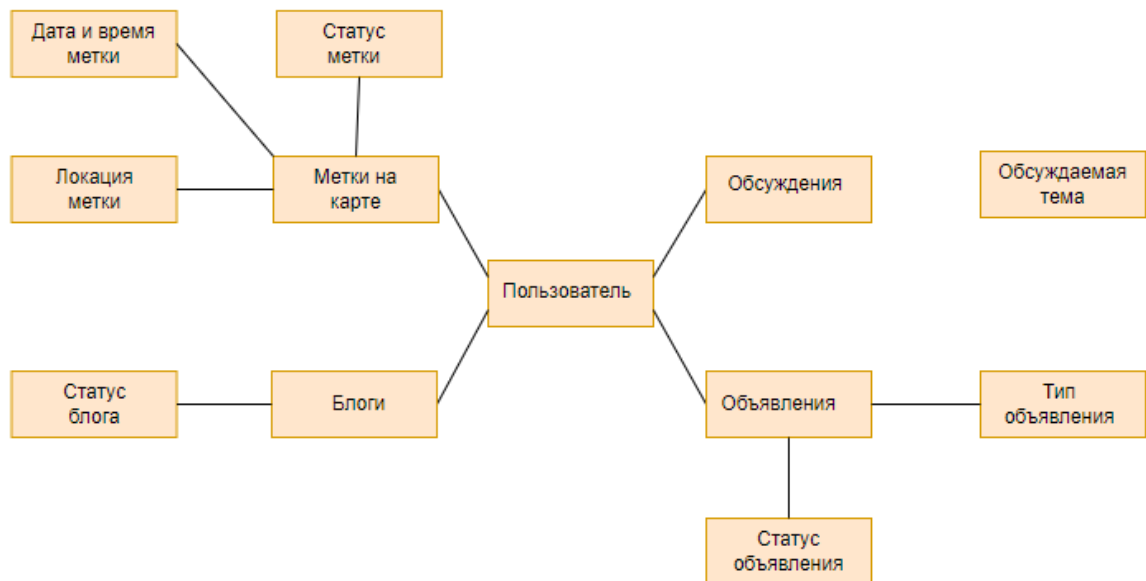 Дата и время
метки
Статус
метки
Локация
метки
Метки на
карте
Обсуждения
Обсуждаемая
тема
Пользователь
Статус
блога
Блоги
Объявления
Тип
объявления
Статус
объявления